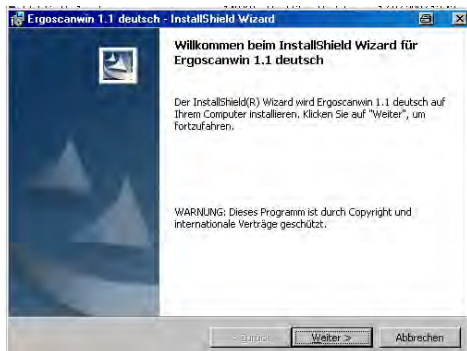 Ergoscanwin 1.1 deutsch - InstallShield Wizard
Willkommen beim InstallShield Wizard für
Ergoscanwin 1.1 deutsch
Der InstallShield(R) Wizard wird Ergoscanwin 1.1 deutsch auf
Ihrem Computer installieren. Klicken Sie auf "Weiter", um
fortzufahren.
WARNUNG: Dieses Programm ist durch Copyright und
internationale Verträge geschützt.
Weiter > Abbrechen